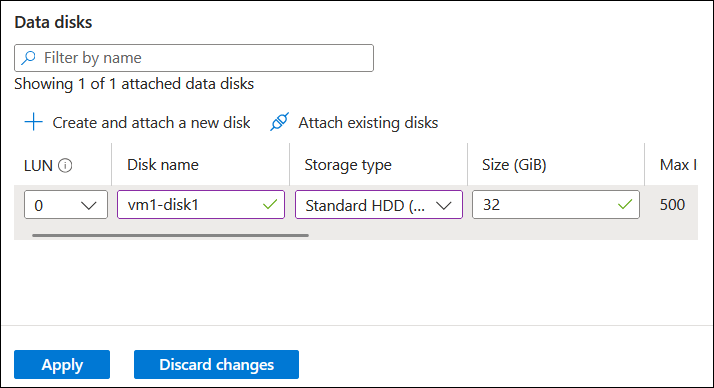 Data disks
Filter by name
Showing 1 of 1 attached data disks
Create and attach a new disk Attach existing disks
LUN Disk name Storage type Size (GiB) Max I
0 vm1-disk1 Standard HDD (... 32 500
Apply Discard changes